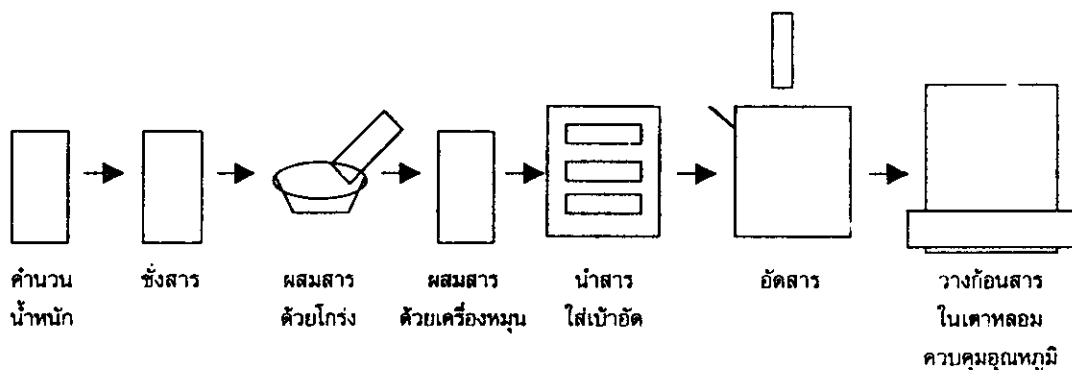 คำนวน
น้ำหนัก
ชั่งสาร
ผสมสาร
ด้วยโกร่ง
ผสมสาร
ด้วยเครื่องหมุน
นำสาร
ใส่เบ้าอัด
อัดสาร
วางก้อนสาร
ในเตาหลอม
ควบคุมอุณหภูมิ